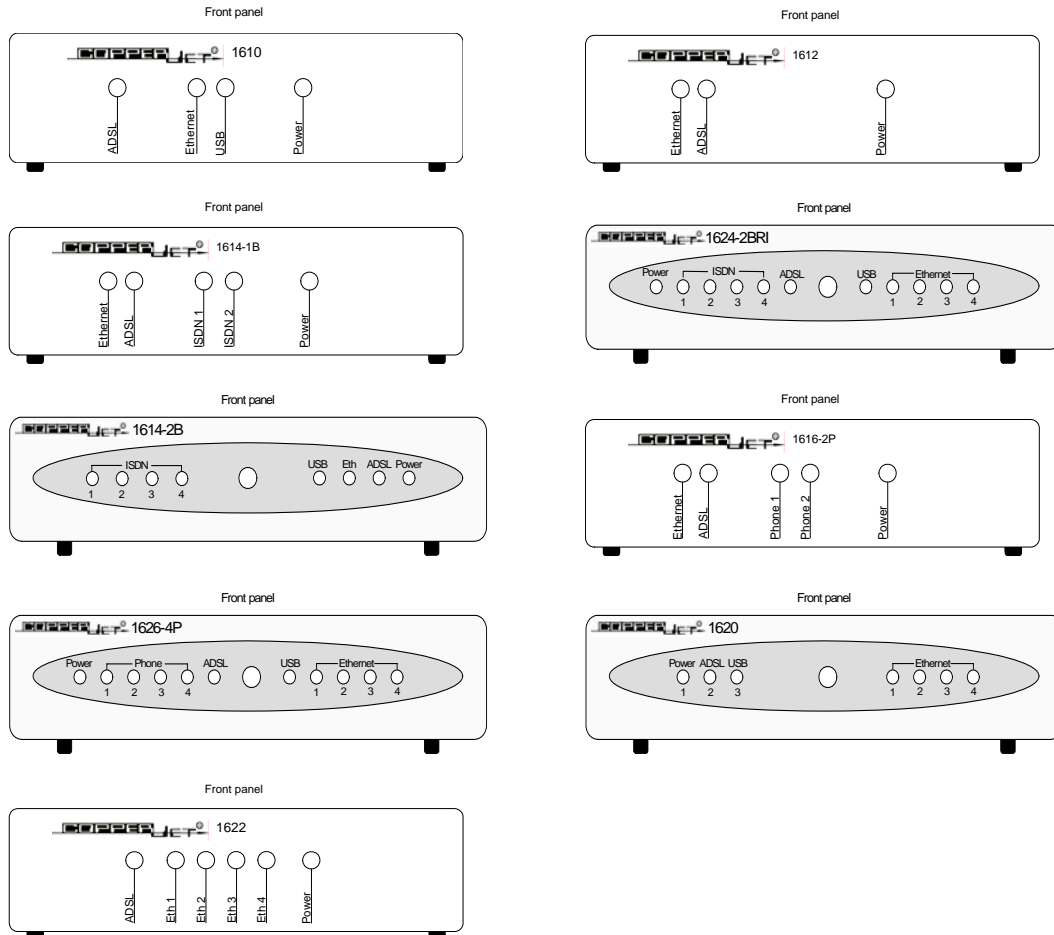 Front panel
COPPERJET® 1610
ADSL
Ethernet
USB
Power
Front panel
COPPERJET® 1612
Ethernet
ADSL
Power
Front panel
COPPERJET® 1614-1B
Ethernet
ADSL
ISDN 1
ISDN 2
Power
Front panel
COPPERJET® 1624-2BRI
Power ISDN ADSL USB Ethernet
1 2 3 4 1 2 3 4
Front panel
COPPERJET® 1614-2B
ISDN USB Eth ADSL Power
1 2 3 4
Front panel
COPPERJET® 1616-2P
Ethernet
ADSL
Phone 1
Phone 2
Power
Front panel
COPPERJET® 1626-4P
Power Phone ADSL USB Ethernet
1 2 3 4 1 2 3 4
Front panel
COPPERJET® 1620
Power ADSL USB Ethernet
1 2 3 1 2 3 4
Front panel
COPPERJET® 1622
ADSL
Eth 1
Eth 2
Eth 3
Eth 4
Power